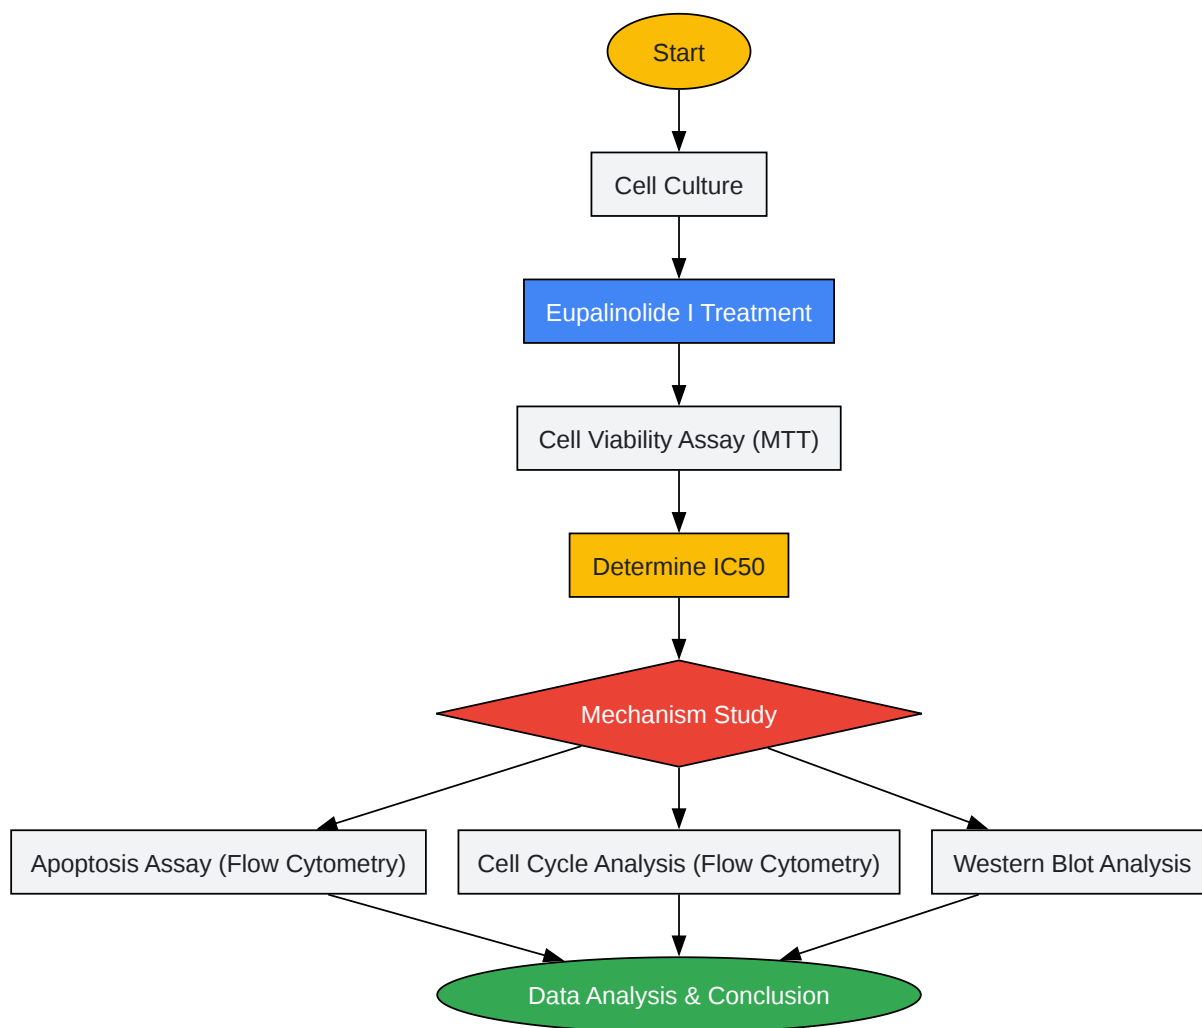 Start
Cell Culture
Eupalinolide I Treatment
Cell Viability Assay (MTT)
Determine IC50
Mechanism Study
Apoptosis Assay (Flow Cytometry)
Cell Cycle Analysis (Flow Cytometry)
Western Blot Analysis
Data Analysis & Conclusion